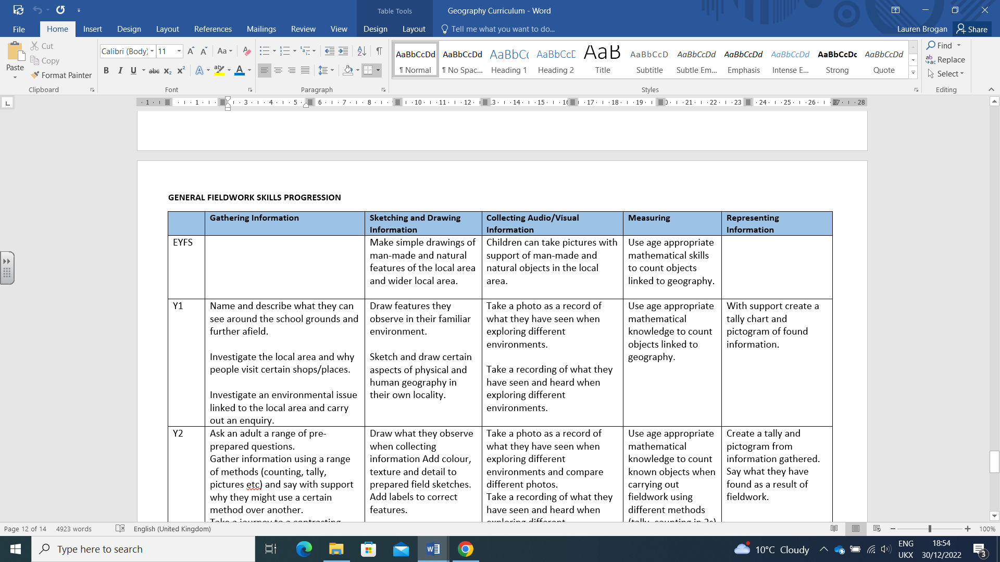 Table Tools
Geography Curriculum - Word
File
Home
Insert
Design
Layout
References
Mailings
Review
View
Design
Layout
Tell me what you want to do...
Lauren Brogan
Share
Paste
Cut
Copy
Format Painter
Clipboard
Calibri (Body)
11
Font
Paragraph
AaBbCcDd
¶ Normal
AaBbCcDd
¶ No Spac...
AaBbC
Heading 1
AaBbCcD
Heading 2
AaB
Title
AaBbCcD
Subtitle
AaBbCcDd
Subtle Em...
AaBbCcDd
Emphasis
AaBbCcDd
Intense E...
AaBbCcDc
Strong
AaBbCcDd
Quote
Styles
Find
Replace
Select
Editing
GENERAL FIELDWORK SKILLS PROGRESSION
Gathering Information
Sketching and Drawing
Information
Collecting Audio/Visual
Information
Measuring
Representing
Information
EYFS
Make simple drawings of
man-made and natural
features of the local area
and wider local area.
Children can take pictures with
support of man-made and
natural objects in the local
area.
Use age appropriate
mathematical skills
to count objects
linked to geography.
Y1
Name and describe what they can
see around the school grounds and
further afield.
Investigate the local area and why
people visit certain shops/places.
Investigate an environmental issue
linked to the local area and carry
out an enquiry.
Draw features they
observe in their familiar
environment.
Sketch and draw certain
aspects of physical and
human geography in
their own locality.
Take a photo as a record of
what they have seen when
exploring different
environments.
Take a recording of what they
have seen and heard when
exploring different
environments.
Use age appropriate
mathematical
knowledge to count
objects linked to
geography.
With support create a
tally chart and
pictogram of found
information.
Y2
Ask an adult a range of pre-
prepared questions.
Gather information using a range
of methods (counting, tally,
pictures etc) and say with support
why they might use a certain
method over another.
Take a journey to a contrasting
Draw what they observe
when collecting
information Add colour,
texture and detail to
prepared field sketches.
Add labels to correct
features.
Take a photo as a record of
what they have seen when
exploring different
environments and compare
different photos.
Take a recording of what they
have seen and heard when
exploring different
Use age appropriate
mathematical
knowledge to count
known objects when
carrying out
fieldwork using
different methods
(tally, counting in 2s)
Create a tally and
pictogram from
information gathered.
Say what they have
found as a result of
fieldwork.
Page 12 of 14
4923 words
English (United Kingdom)
100%
Type here to search
10°C Cloudy
ENG
UKX
18:54
30/12/2022
3